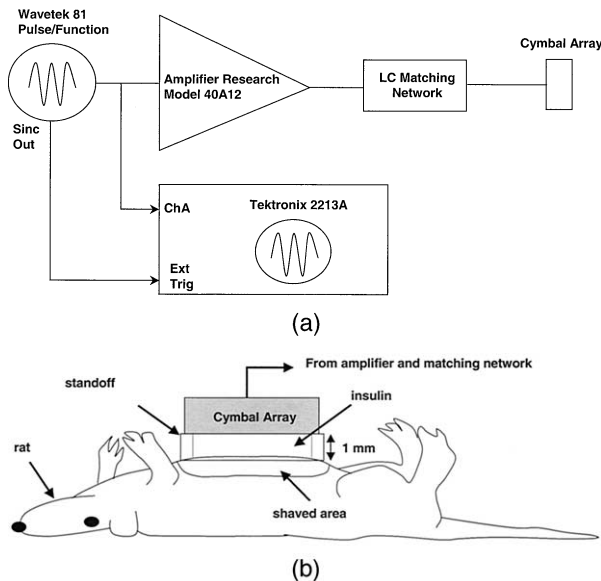 Wavetek 81
Pulse/Function
Cymbal Array
Amplifier Research
Model 40A12
LC Matching
Network
Sinc
Out
ChA
Tektronix 2213A
Ext
Trig
(a)
From amplifier and matching network
standoff
insulin
Cymbal Array
1 mm
rat
shaved area
(b)